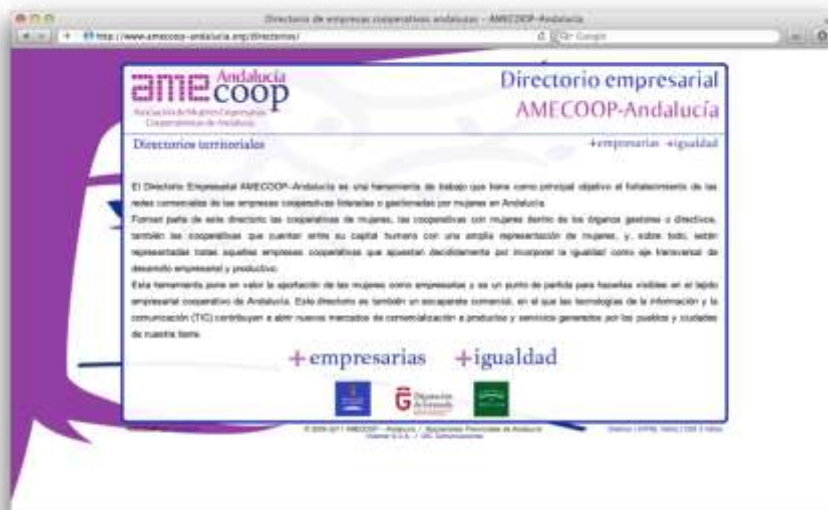 Directorio de empresas cooperativas andaluzas - AMECOOP-Andalucía
http://www.amecoop-andalucia.org/directorios/
Google
Andalucía
amecoop
Asociación de Mujeres Empresarias
Cooperativistas de Andalucía
Directorio empresarial
AMECOOP-Andalucía
Directorios territoriales
+empresarias +igualdad
El Directorio Empresarial AMECOOP-Andalucía es una herramienta de trabajo que tiene como principal objetivo el fortalecimiento de las
redes comerciales de las empresas cooperativas lideradas o gestionadas por mujeres en Andalucía.
Forman parte de este directorio las cooperativas de mujeres, las cooperativas con mujeres dentro de los órganos gestores o directivos,
también las cooperativas que cuentan entre su capital humano con una amplia representación de mujeres, y, sobre todo, están
representadas todas aquellas empresas cooperativas que apuestan decididamente por incorporar la igualdad como eje transversal de
desarrollo empresarial y productivo.
Esta herramienta pone en valor la aportación de las mujeres como empresarias y es un punto de partida para hacerlas visibles en el tejido
empresarial cooperativo de Andalucía. Este directorio es también un escaparate comercial, en el que las tecnologías de la información y la
comunicación (TIC) contribuyen a abrir nuevos mercados de comercialización a productos y servicios generados por los pueblos y ciudades
de nuestra tierra.
+empresarias +igualdad
Diputación
de Granada